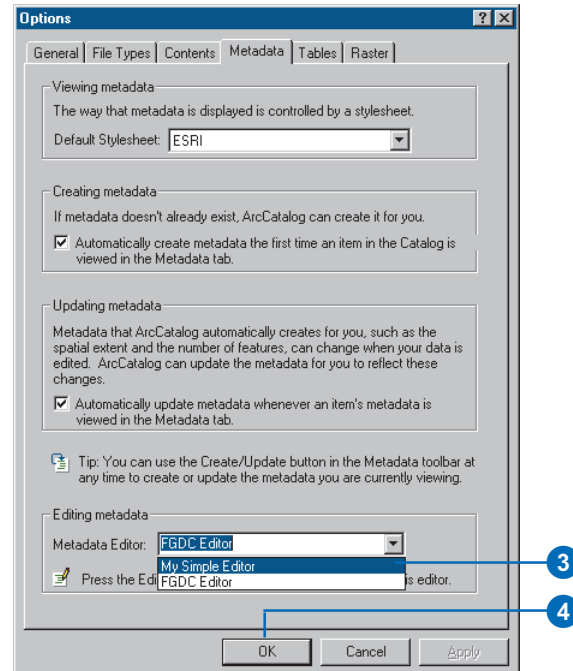 Options
General File Types Contents Metadata Tables Raster
Viewing metadata
The way that metadata is displayed is controlled by a stylesheet.
Default Stylesheet: ESRI
Creating metadata
If metadata doesn't already exist, ArcCatalog can create it for you.
Automatically create metadata the first time an item in the Catalog is
viewed in the Metadata tab.
Updating metadata
Metadata that ArcCatalog automatically creates for you, such as the
spatial extent and the number of features, can change when your data is
edited. ArcCatalog can update the metadata for you to reflect these
changes.
Automatically update metadata whenever an item's metadata is
viewed in the Metadata tab.
Tip: You can use the Create/Update button in the Metadata toolbar at
any time to create or update the metadata you are currently viewing.
Editing metadata
Metadata Editor: FGDC Editor
My Simple Editor
3
Press the Edi FGDC Editor is editor.
4
OK Cancel Apply